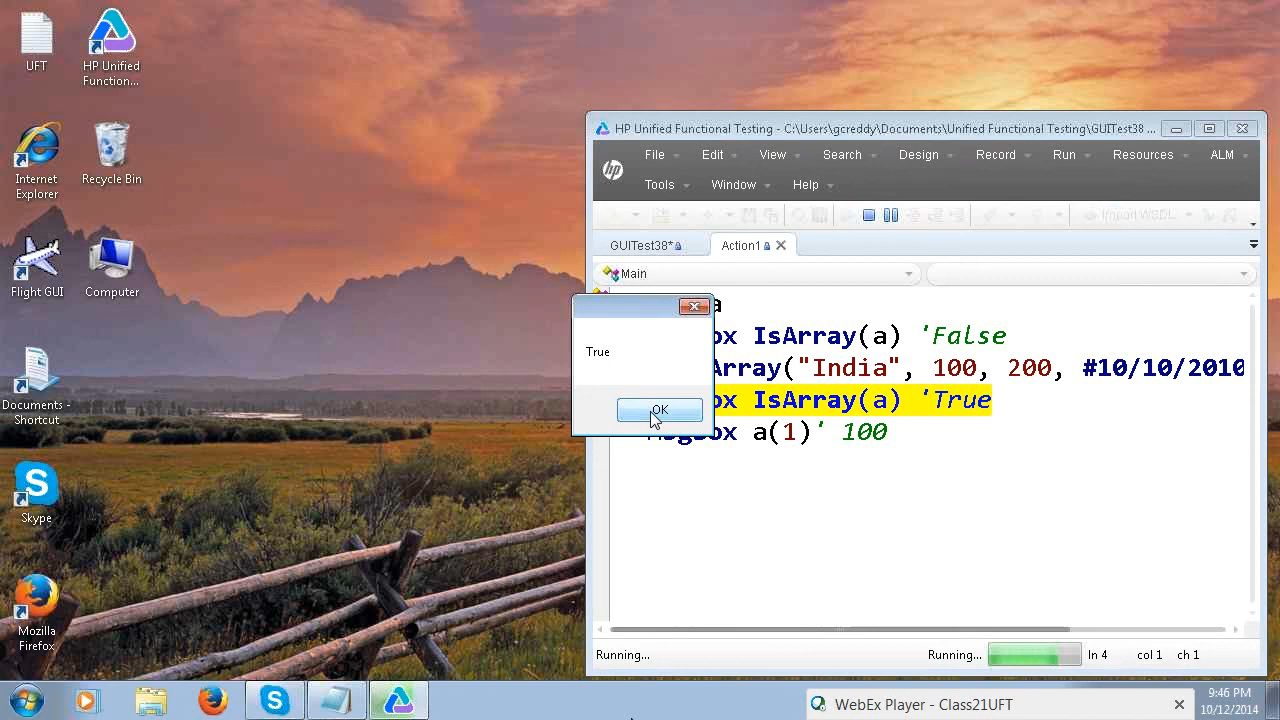 UFT
HP Unified
Function...
Internet
Explorer
Recycle Bin
Flight GUI
Computer
Documents -
Shortcut
Skype
Mozilla
Firefox
HP Unified Functional Testing - C:\Users\gcreddy\Documents\Unified Functional Testing\GUITest38 ...
hp
File Edit View Search Design Record Run Resources ALM
Tools Window Help
Import WSDL
GUITest38* Action1
Main
a
ox IsArray(a) 'False
Array("India", 100, 200, #10/10/2010
ox IsArray(a) 'True
MsgBox a(1)' 100
True
OK
Running... Running... ln 4 col 1 ch 1
WebEx Player - Class21UFT
9:46 PM
10/12/2014